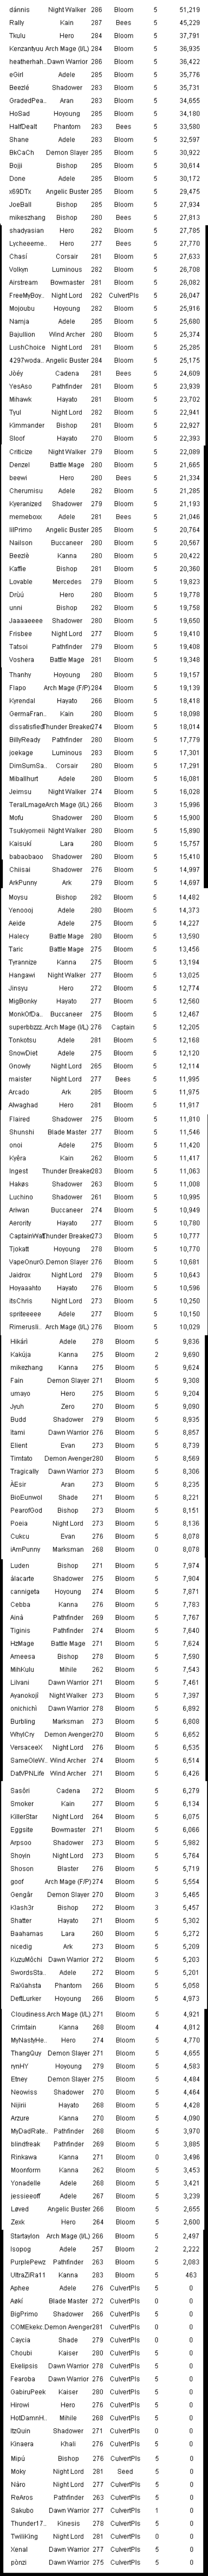 dánnis Night Walker 286 Bloom 5 51,219
Rally Kain 287 Bees 5 45,229
Tkulu Hero 284 Bloom 5 37,791
Kenzantyuu Arch Mage (I/L) 284 Bloom 5 36,935
heatherhah.. Dawn Warrior 286 Bloom 5 36,422
eGirl Adele 285 Bloom 5 35,776
Beezlé Shadower 283 Bloom 5 35,731
GradedPea.. Aran 283 Bloom 5 34,655
HoSad Hoyoung 285 Bloom 5 34,180
HalfDealt Phantom 283 Bees 5 33,580
Shane Adele 283 Bloom 5 32,597
BkCaCh Demon Slayer 285 Bloom 5 30,922
Bojji Bishop 285 Bloom 5 30,614
Done Adele 285 Bloom 5 30,172
x69DTx Angelic Buster 285 Bloom 5 29,475
JoeBall Bishop 285 Bloom 5 27,934
mikeszhang Bishop 280 Bees 5 27,813
shadyasian Hero 282 Bloom 5 27,785
Lycheeeme.. Hero 277 Bees 5 27,770
Chasí Corsair 281 Bloom 5 27,633
Volkyn Luminous 282 Bloom 5 26,708
Airstream Bowmaster 281 Bloom 5 26,082
FreeMyBoy.. Night Lord 282 CulvertPls 5 26,047
Mojoubu Hoyoung 282 Bloom 5 25,916
Namja Adele 285 Bloom 5 25,680
Bajullion Wind Archer 280 Bloom 5 25,374
LushChoice Night Lord 281 Bloom 5 25,285
4297woda.. Angelic Buster 284 Bloom 5 25,175
Jôéy Cadena 281 Bees 5 24,609
YesAso Pathfinder 281 Bloom 5 23,939
Mihawk Hayato 281 Bloom 5 23,702
Tyul Night Lord 282 Bloom 5 22,941
Kimmander Bishop 281 Bloom 5 22,927
Sloof Hayato 270 Bloom 5 22,393
Criticize Night Walker 279 Bloom 5 22,089
Denzel Battle Mage 280 Bloom 5 21,665
beewi Hero 280 Bees 5 21,334
Cherumisu Adele 282 Bloom 5 21,285
Kyeranized Shadower 279 Bloom 5 21,193
memeboxx Adele 281 Bees 5 21,046
lilPrimo Angelic Buster 285 Bloom 5 20,764
Nailson Buccaneer 280 Bloom 5 20,567
Beezlè Kanna 280 Bloom 5 20,422
Kaffie Bishop 281 Bloom 5 20,360
Lovable Mercedes 279 Bloom 5 19,823
Drùú Hero 280 Bloom 5 19,778
unni Bishop 282 Bloom 5 19,758
Jaaaaeeee Shadower 280 Bloom 5 19,650
Frisbee Night Lord 277 Bloom 5 19,410
Tatsoi Pathfinder 279 Bloom 5 19,408
Voshera Battle Mage 281 Bloom 5 19,348
Thanhy Hoyoung 280 Bloom 5 19,157
Flapo Arch Mage (F/P) 284 Bloom 5 19,139
Kyrendal Hayato 266 Bloom 5 18,418
GermaFran.. Kain 280 Bloom 5 18,098
dissatisfied Thunder Breaker 274 Bloom 5 18,014
BillyReady Pathfinder 280 Bloom 5 17,779
joekage Luminous 283 Bloom 5 17,301
DimSumSa.. Corsair 280 Bloom 5 17,291
Miballhurt Adele 280 Bloom 5 16,081
Jeimsu Night Walker 274 Bloom 5 16,028
TeralLmage Arch Mage (I/L) 266 Bloom 5 15,996
Mofu Shadower 280 Bloom 5 15,900
Tsukiyomeii Night Walker 280 Bloom 5 15,890
Kaisukí Lara 280 Bloom 5 15,757
babaobaoo Shadower 280 Bloom 5 15,410
Chiisai Shadower 276 Bloom 5 14,997
ArkPunny Ark 279 Bloom 5 14,697
Moysu Bishop 282 Bloom 5 14,482
Yenoooj Adele 280 Bloom 5 14,373
Aeide Adele 275 Bloom 5 14,227
Halecy Battle Mage 280 Bloom 5 13,590
Taric Battle Mage 275 Bloom 5 13,456
Tyrannize Kanna 275 Bloom 5 13,194
Hangawi Night Walker 277 Bloom 5 13,025
Jinsyu Hero 272 Bloom 5 12,774
MigBonky Hayato 277 Bloom 5 12,560
MonkOfDa.. Buccaneer 275 Bloom 5 12,467
superbbzzz.. Arch Mage (I/L) 276 Captain 5 12,205
Tonkotsu Adele 281 Bloom 5 12,168
SnowDiet Adele 275 Bloom 5 12,120
Gnowly Night Lord 265 Bloom 5 12,114
maister Night Lord 277 Bees 5 11,995
Arcado Ark 285 Bloom 5 11,975
Alwaghad Hero 281 Bloom 5 11,917
Flaired Shadower 275 Bloom 5 11,810
Shunshi Blade Master 277 Bloom 5 11,546
onoi Adele 275 Bloom 5 11,420
Kyêra Kain 262 Bloom 5 11,417
Ingest Thunder Breaker 283 Bloom 5 11,063
Hakøs Shadower 263 Bloom 5 11,008
Luchino Shadower 261 Bloom 5 10,995
Ariwan Buccaneer 274 Bloom 5 10,949
Aerority Hayato 277 Bloom 5 10,780
CaptainWaf Thunder Breaker 273 Bloom 5 10,777
Tjokatt Hoyoung 278 Bloom 5 10,770
VapeOnurG.. Demon Slayer 276 Bloom 5 10,681
Jaidrox Night Lord 279 Bloom 5 10,643
Hoyaaahto Hayato 276 Bloom 5 10,596
itsChris Night Lord 273 Bloom 5 10,250
spriteeeee Adele 277 Bloom 5 10,150
Rimerusli.. Arch Mage (I/L) 276 Bloom 5 10,029
Hikárì Adele 278 Bloom 5 9,836
Kakūja Kanna 275 Bloom 2 9,690
mikezhang Kanna 275 Bloom 5 9,624
Fain Demon Slayer 271 Bloom 5 9,308
umayo Hero 275 Bloom 5 9,204
Jyuh Zero 270 Bloom 5 9,090
Budd Shadower 279 Bloom 5 8,935
Itami Dawn Warrior 276 Bloom 5 8,857
Elient Evan 273 Bloom 5 8,739
Timtato Demon Avenger 280 Bloom 5 8,569
Tragically Dawn Warrior 273 Bloom 5 8,306
ÀEsir Aran 273 Bloom 5 8,235
BioEunwol Shade 271 Bloom 5 8,221
PearofGod Bishop 273 Bloom 5 8,151
Poeia Night Lord 273 Bloom 5 8,136
Cukcu Evan 276 Bloom 5 8,078
iAmPunny Marksman 268 Bloom 0 8,078
Luden Bishop 271 Bloom 5 7,974
álacarte Shadower 275 Bloom 5 7,904
cannigeta Hoyoung 274 Bloom 5 7,871
Cebba Kanna 276 Bloom 5 7,783
Ainá Pathfinder 269 Bloom 5 7,767
Tiginis Pathfinder 274 Bloom 5 7,640
HzMage Battle Mage 271 Bloom 5 7,624
Ameesa Bishop 278 Bloom 5 7,590
MihKulu Mihile 262 Bloom 5 7,543
Lilvani Dawn Warrior 271 Bloom 5 7,461
Ayanokojî Night Walker 273 Bloom 5 7,397
onichichì Dawn Warrior 278 Bloom 5 6,892
Burbling Marksman 273 Bloom 5 6,808
WhylCry Demon Avenger 270 Bloom 5 6,652
VersaceeX Night Lord 276 Bloom 5 6,535
SameOleW.. Wind Archer 274 Bloom 5 6,514
DatVPNLife Wind Archer 271 Bloom 5 6,426
Sasôri Cadena 272 Bloom 5 6,279
Smoker Kain 277 Bloom 5 6,134
KillerStar Night Lord 264 Bloom 5 6,075
Eggsite Bowmaster 271 Bloom 5 6,066
Arpsoo Shadower 273 Bloom 5 5,982
Shoyin Night Lord 273 Bloom 5 5,764
Shoson Blaster 276 Bloom 5 5,719
goof Arch Mage (F/P) 274 Bloom 5 5,554
Gengâr Demon Slayer 270 Bloom 3 5,465
Klash3r Bishop 272 Bloom 3 5,457
Shatter Hayato 271 Bloom 5 5,302
Baahamas Lara 260 Bloom 5 5,272
nicedig Ark 273 Bloom 5 5,209
KuzuMôchi Dawn Warrior 272 Bloom 5 5,203
SwordsSta.. Adele 272 Bloom 5 5,201
RaXiahsta Phantom 266 Bloom 5 5,058
DeftLurker Hoyoung 266 Bloom 5 4,973
Cloudiness. Arch Mage (I/L) 271 Bloom 5 4,921
Crimtain Kanna 268 Bloom 4 4,812
MyNastyHe.. Hero 274 Bloom 5 4,770
ThangQuy Demon Slayer 271 Bloom 5 4,655
rynHY Hoyoung 279 Bloom 5 4,583
Etney Demon Slayer 275 Bloom 5 4,484
Neowiss Shadower 270 Bloom 5 4,464
Nijirii Hayato 268 Bloom 5 4,428
Arzure Kanna 270 Bloom 5 4,090
MyDadRate.. Pathfinder 268 Bloom 5 3,970
blindfreak Pathfinder 269 Bloom 5 3,885
Rinkawa Kanna 271 Bloom 0 3,496
Moonform Kanna 262 Bloom 5 3,453
Yonadelle Adele 268 Bloom 5 3,421
jessieeoff Adele 267 Bloom 5 3,239
Løved Angelic Buster 266 Bloom 5 2,655
Zexk Hero 264 Bloom 5 2,600
Startaylon Arch Mage (I/L) 266 Bloom 5 2,497
Isopog Adele 257 Bloom 2 2,222
PurplePewz Pathfinder 263 Bloom 5 2,083
UltraZiRa11 Kanna 283 Bloom 5 463
Aphee Adele 276 CulvertPls 5 0
Aøkí Blade Master 272 CulvertPls 0 0
BigPrimo Shadower 266 CulvertPls 5 0
COMEkekc. Demon Avenger 281 CulvertPls 0 0
Caycia Shade 279 CulvertPls 0 0
Choubi Kaiser 280 CulvertPls 5 0
Ekelipsis Dawn Warrior 278 CulvertPls 5 0
Fearoba Dawn Warrior 276 CulvertPls 5 0
GabiruPeek Kaiser 280 CulvertPls 5 0
Hirowi Hero 276 CulvertPls 5 0
HotDamnH.. Mihile 268 CulvertPls 5 0
ItzQuin Shadower 271 CulvertPls 0 0
Kinaera Khali 276 CulvertPls 5 0
Mipù Bishop 276 CulvertPls 5 0
Moky Night Lord 281 Seed 5 0
Nâro Night Lord 277 CulvertPls 5 0
ReAros Pathfinder 263 CulvertPls 5 0
Sakubo Dawn Warrior 277 CulvertPls 1 0
Thunder17.. Kinesis 278 CulvertPls 5 0
TwiliKing Night Lord 281 CulvertPls 0 0
Xenal Dawn Warrior 277 CulvertPls 5 0
pònzi Dawn Warrior 275 CulvertPls 5 0